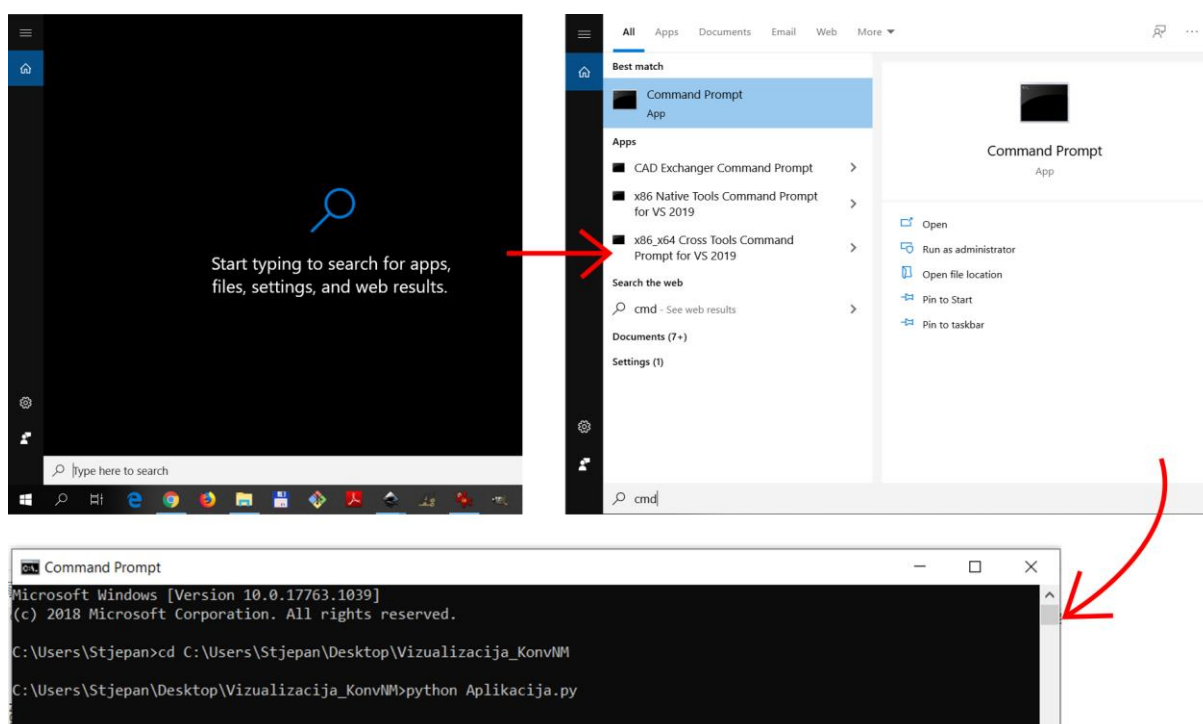 Start typing to search for apps,
files, settings, and web results.
Type here to search
All Apps Documents Email Web More
Best match
Command Prompt
App
Apps
CAD Exchanger Command Prompt
x86 Native Tools Command Prompt
for VS 2019
x86_x64 Cross Tools Command
Prompt for VS 2019
Search the web
cmd - See web results
Documents (7+)
Settings (1)
cmd
Command Prompt
App
Open
Run as administrator
Open file location
Pin to Start
Pin to taskbar
Command Prompt
Microsoft Windows [Version 10.0.17763.1039]
(c) 2018 Microsoft Corporation. All rights reserved.
C:\Users\Stjepan>cd C:\Users\Stjepan\Desktop\Vizualizacija_KonvNM
C:\Users\Stjepan\Desktop\Vizualizacija_KonvNM>python Aplikacija.py